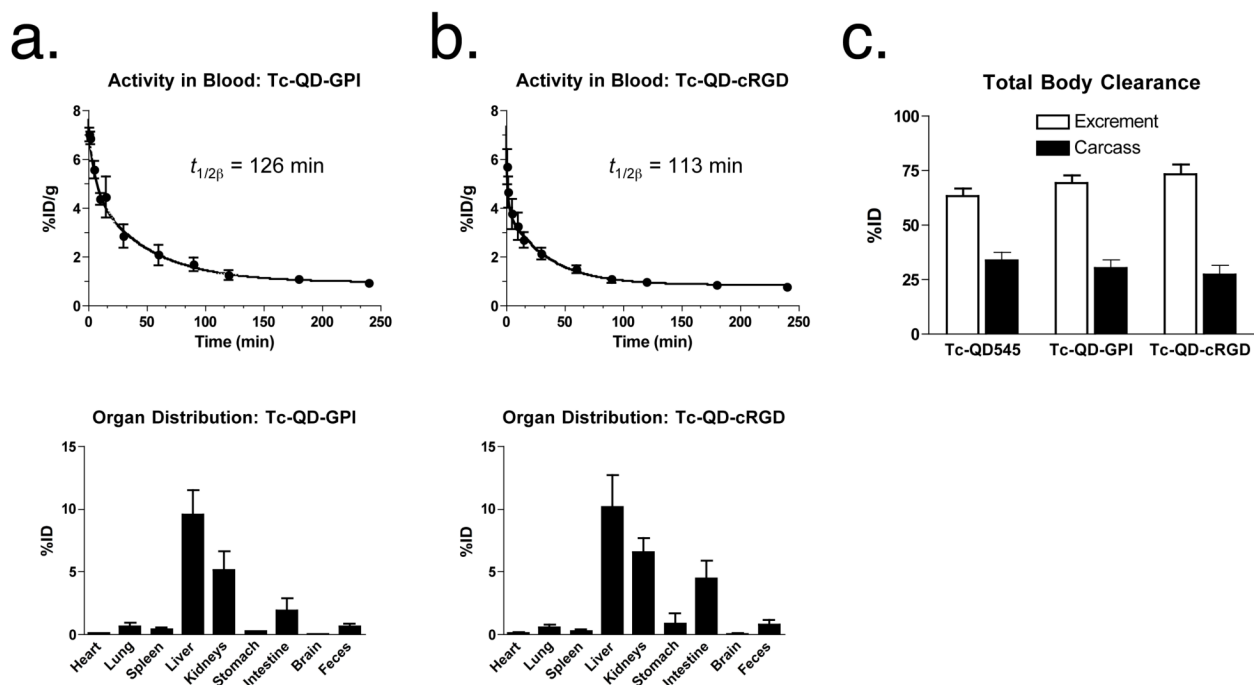 a.
Activity in Blood: Tc-QD-GPI
%ID/g
8
6
4
2
0
t1/2β = 126 min
0 50 100 150 200 250
Time (min)
Organ Distribution: Tc-QD-GPI
%ID
15
10
5
0
Heart Lung Spleen Liver Kidneys Stomach Intestine Brain Feces
b.
Activity in Blood: Tc-QD-cRGD
%ID/g
8
6
4
2
0
t1/2β = 113 min
0 50 100 150 200 250
Time (min)
Organ Distribution: Tc-QD-cRGD
%ID
15
10
5
0
Heart Lung Spleen Liver Kidneys Stomach Intestine Brain Feces
c.
Total Body Clearance
Excrement
Carcass
%ID
100
75
50
25
0
Tc-QD545 Tc-QD-GPI Tc-QD-cRGD